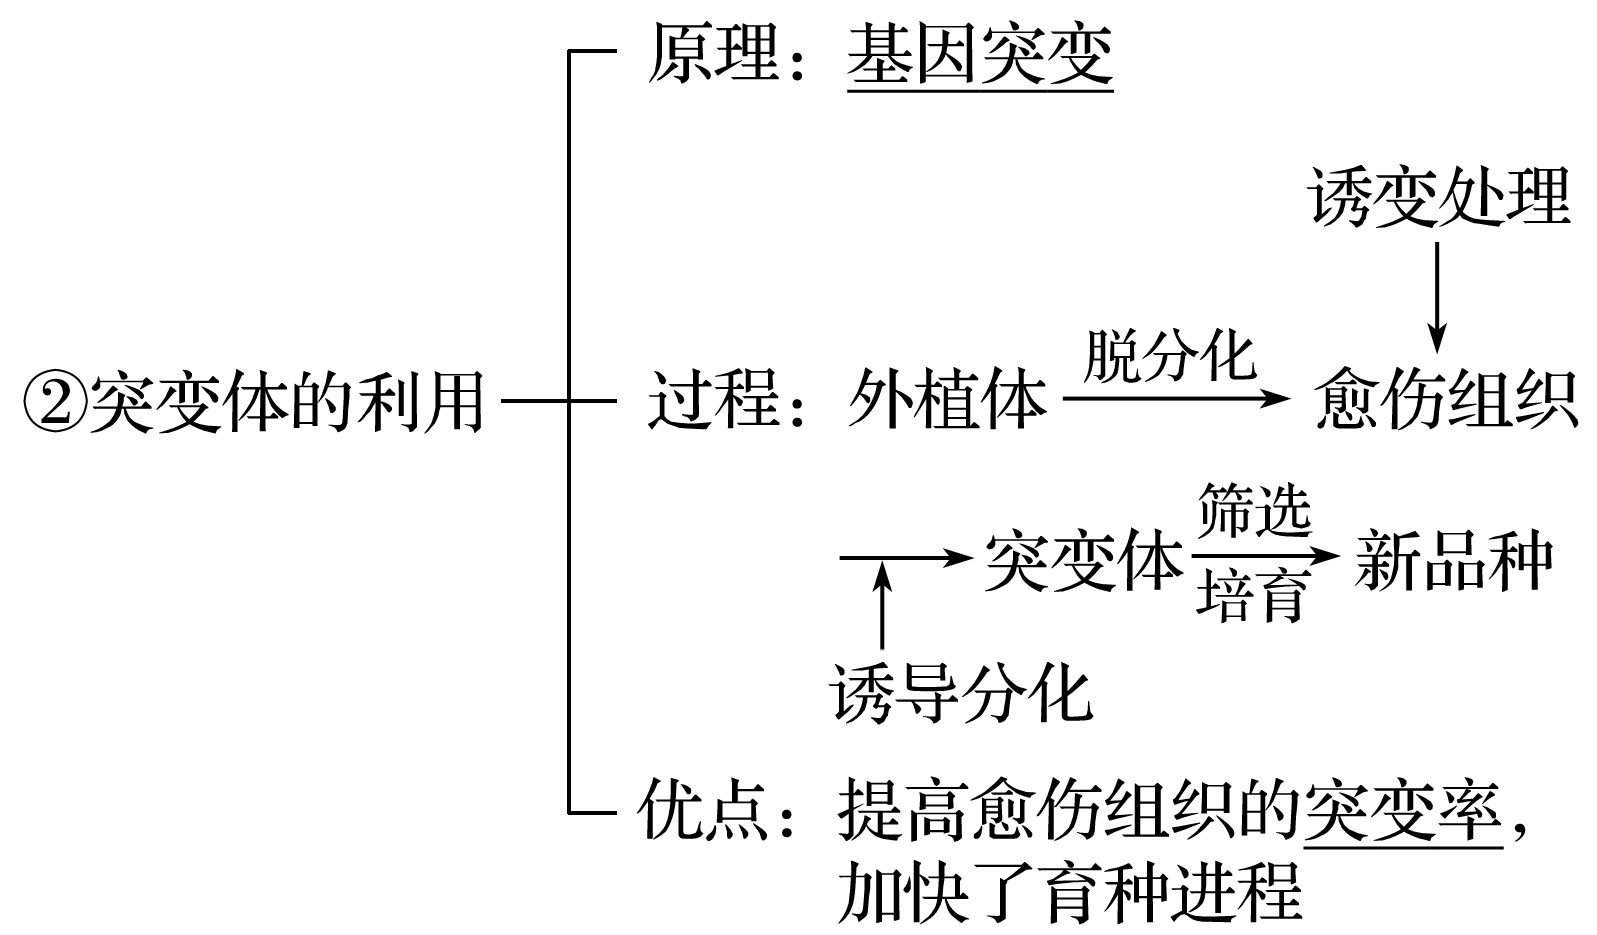 原理：基因突变
诱变处理
②突变体的利用
过程：外植体
脱分化
愈伤组织
突变体
筛选
培育
新品种
诱导分化
优点：提高愈伤组织的突变率，
加快了育种进程